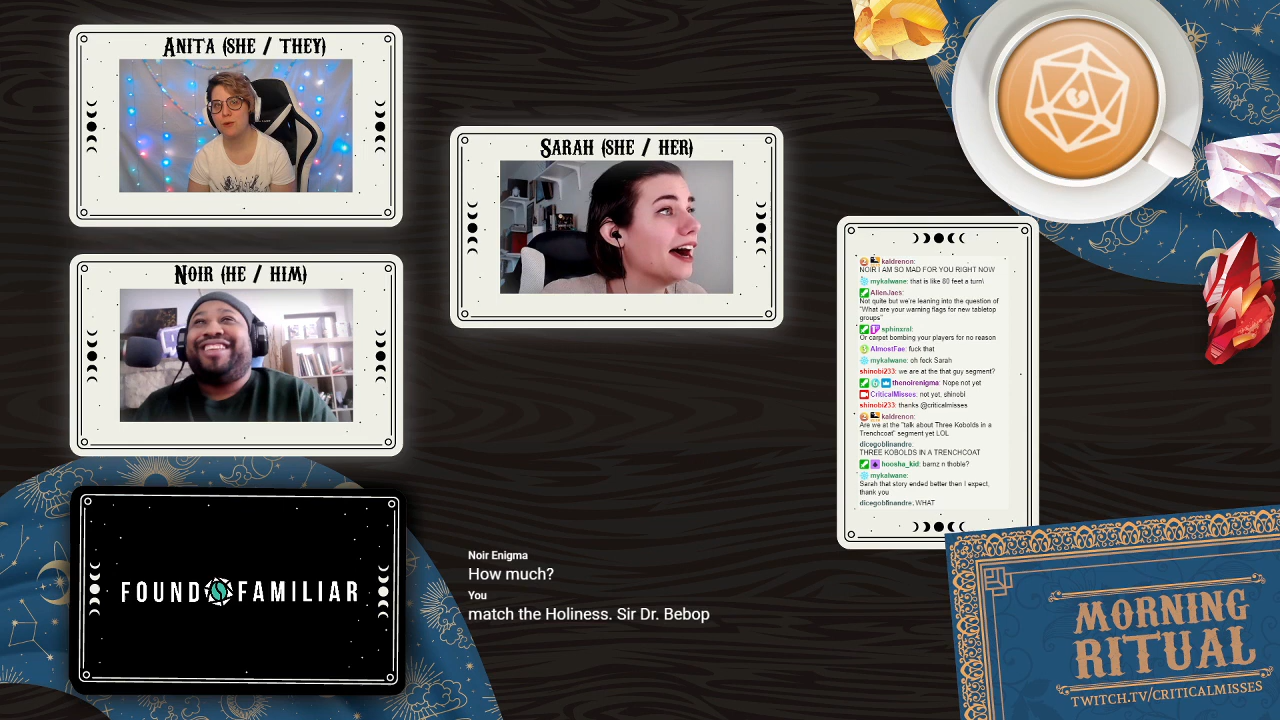 ANITA (SHE / THEY)
SARAH (SHE / HER)
NOIR (HE / HIM)
kaldrenon:
NOIR I AM SO MAD FOR YOU RIGHT NOW
mykalwane: that is like 80 feet a turn\
AlienJaes:
Not quite but we're leaning into the question of
"What are your warning flags for new tabletop
groups"
sphinxral:
Or carpet bombing your players for no reason
AlmostFae: fuck that
mykalwane: oh feck Sarah
shinobi233: we are at the that guy segment?
thenoirenigma: Nope not yet
CriticalMisses: not yet, shinobi
shinobi233: thanks @criticalmisses
kaldrenon:
Are we at the "talk about Three Kobolds in a
Trenchcoat" segment yet LOL
dicegoblinandre:
THREE KOBOLDS IN A TRENCHCOAT
hoosha_kid: barnz n thoble?
mykalwane:
Sarah that story ended better then I expect,
thank you
dicegoblinandre: WHAT
FOUND FAMILIAR
Noir Enigma
How much?
You
match the Holiness. Sir Dr. Bebop
MORNING
RITUAL
TWITCH.TV/CRITICALMISSES